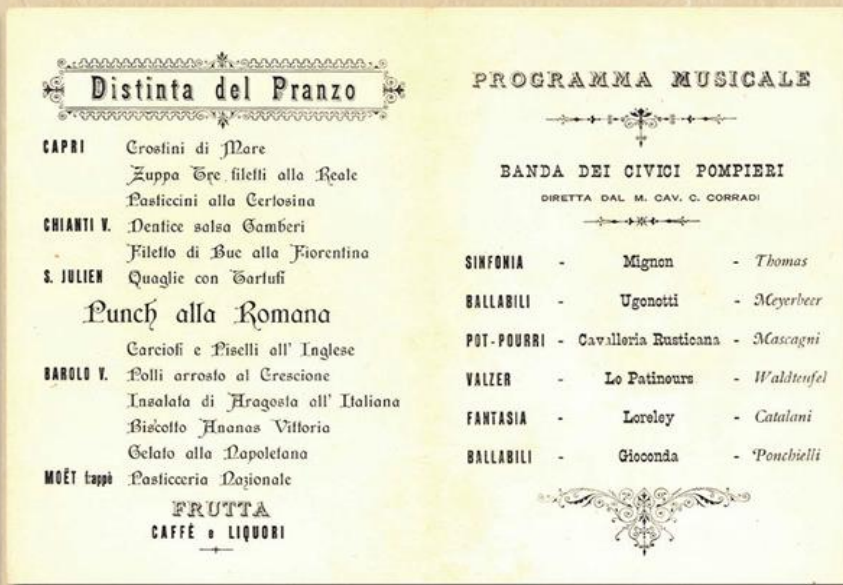 Distinta del Pranzo
CAPRI Crostini di Mare
Zuppa Tre filetti alla Reale
Pasticcini alla Certosina
CHIANTI V. Dentice salsa Gamberi
Filetto di Bue alla Fiorentina
S. JULIEN Quaglie con Tartufi
Punch alla Romana
Carciofi e Piselli all' Inglese
BAROLO V. Polli arrosto al Crescione
Insalata di Aragosta all' Italiana
Biscotto Ananas Vittoria
Gelato alla Napoletana
MOËT frappè Pasticceria Nazionale
FRUTTA
CAFFÈ e LIQUORI
PROGRAMMA MUSICALE
BANDA DEI CIVICI POMPIERI
DIRETTA DAL M. CAV. C. CORRADI
SINFONIA - Mignon - Thomas
BALLABILI - Ugonotti - Meyerbeer
POT-POURRI - Cavalleria Rusticana - Mascagni
VALZER - Lo Patineurs - Waldteufel
FANTASIA - Loreley - Catalani
BALLABILI - Gioconda - Ponchielli